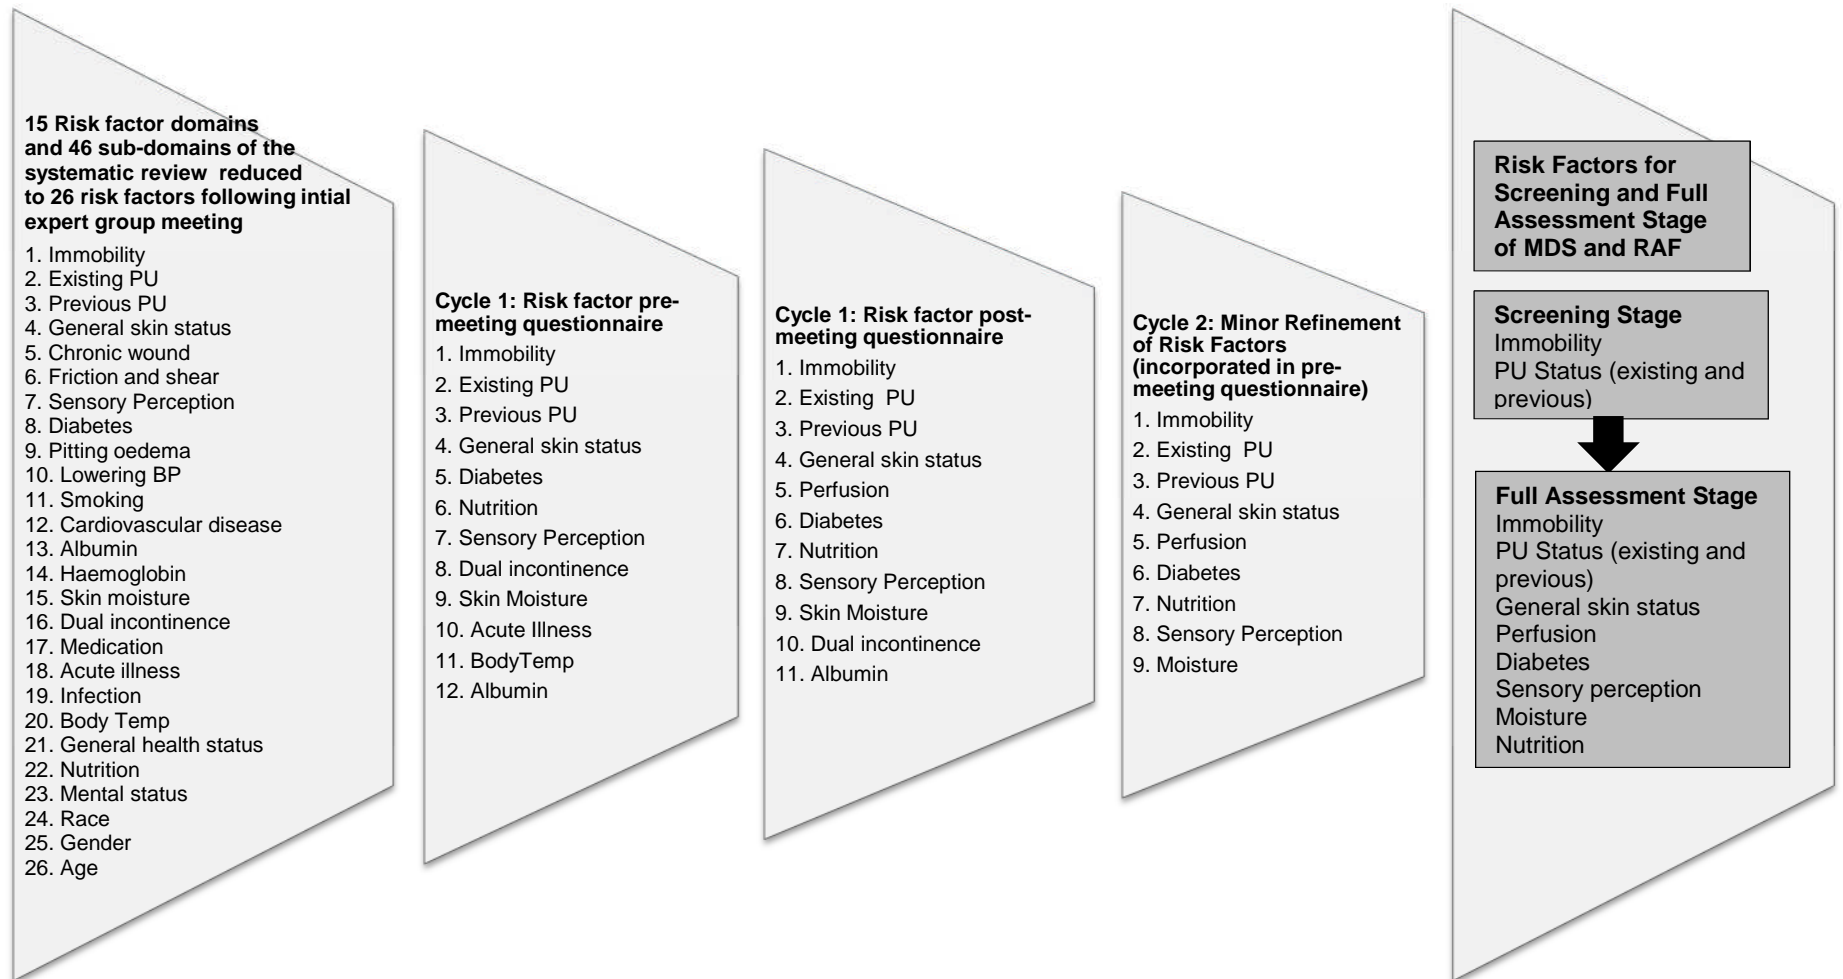 15 Risk factor domains
and 46 sub-domains of the
systematic review reduced
to 26 risk factors following intial
expert group meeting
1. Immobility
2. Existing PU
3. Previous PU
4. General skin status
5. Chronic wound
6. Friction and shear
7. Sensory Perception
8. Diabetes
9. Pitting oedema
10. Lowering BP
11. Smoking
12. Cardiovascular disease
13. Albumin
14. Haemoglobin
15. Skin moisture
16. Dual incontinence
17. Medication
18. Acute illness
19. Infection
20. Body Temp
21. General health status
22. Nutrition
23. Mental status
24. Race
25. Gender
26. Age
Cycle 1: Risk factor pre-
meeting questionnaire
1. Immobility
2. Existing PU
3. Previous PU
4. General skin status
5. Diabetes
6. Nutrition
7. Sensory Perception
8. Dual incontinence
9. Skin Moisture
10. Acute Illness
11. BodyTemp
12. Albumin
Cycle 1: Risk factor post-
meeting questionnaire
1. Immobility
2. Existing PU
3. Previous PU
4. General skin status
5. Perfusion
6. Diabetes
7. Nutrition
8. Sensory Perception
9. Skin Moisture
10. Dual incontinence
11. Albumin
Cycle 2: Minor Refinement
of Risk Factors
(incorporated in pre-
meeting questionnaire)
1. Immobility
2. Existing PU
3. Previous PU
4. General skin status
5. Perfusion
6. Diabetes
7. Nutrition
8. Sensory Perception
9. Moisture
Risk Factors for
Screening and Full
Assessment Stage
of MDS and RAF
Screening Stage
Immobility
PU Status (existing and
previous)
Full Assessment Stage
Immobility
PU Status (existing and
previous)
General skin status
Perfusion
Diabetes
Sensory perception
Moisture
Nutrition